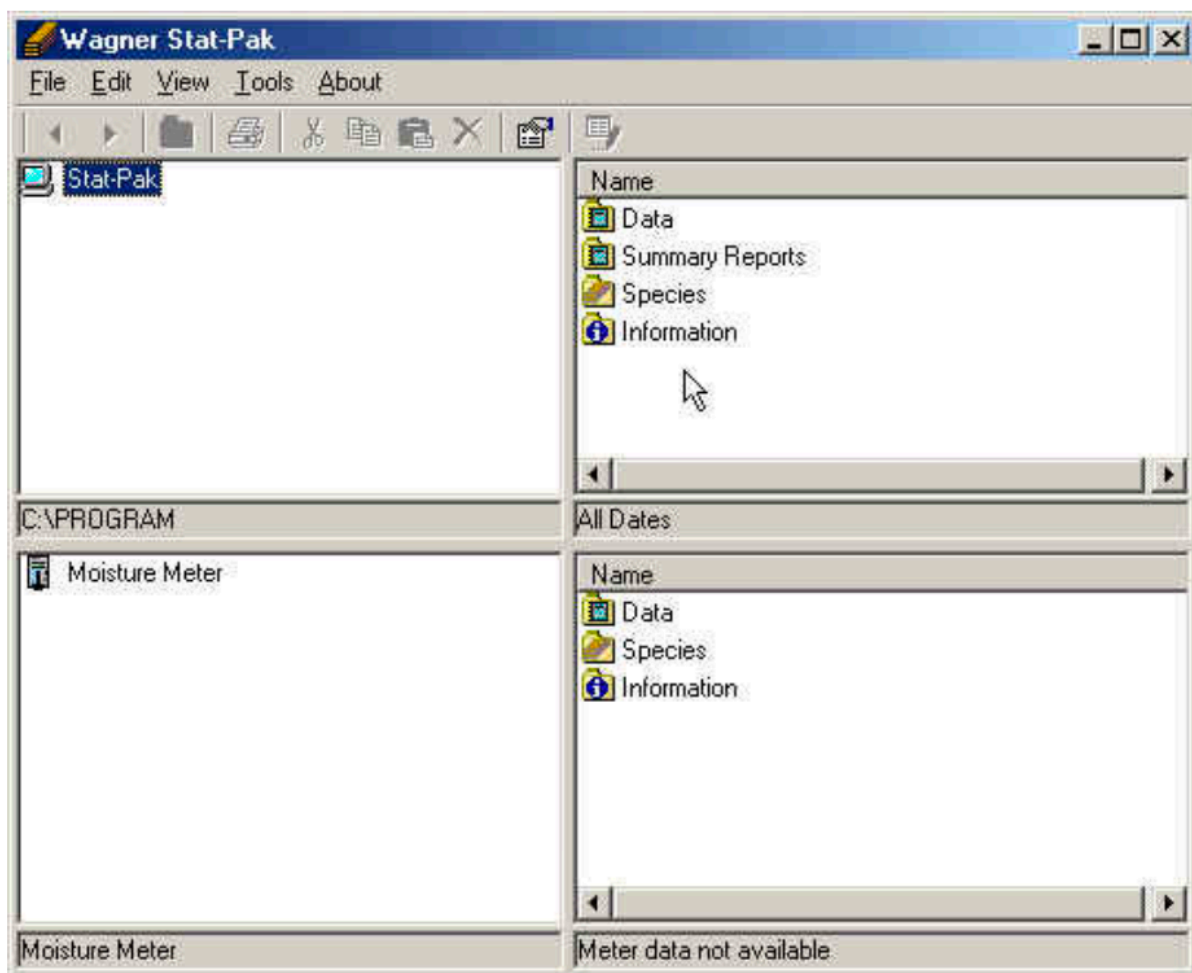 Wagner Stat-Pak
File Edit View Tools About
Stat-Pak
Name
Data
Summary Reports
Species
Information
C:\PROGRAM
All Dates
Moisture Meter
Name
Data
Species
Information
Moisture Meter
Meter data not available